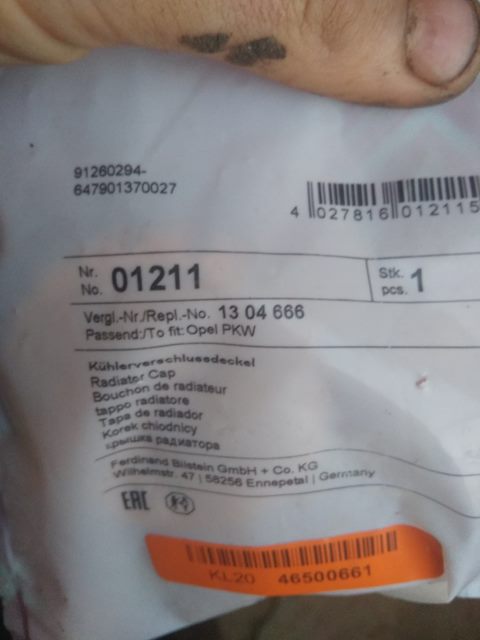 91260294-
647901370027
4 027816 012115
Nr.
No. 01211
Stk.
pcs. 1
Vergl.-Nr./Repl.-No. 13 04 666
Passend:/To fit: Opel PKW
Kühlerverschlussdeckel
Radiator Cap
Bouchon de radiateur
tappo radiatore
Tapa de radiador
Korek chłodnicy
крышка радиатора
Ferdinand Bilstein GmbH + Co. KG
Wilhelmstr. 47 | 58256 Ennepetal | Germany
EAC
KL20 46500661